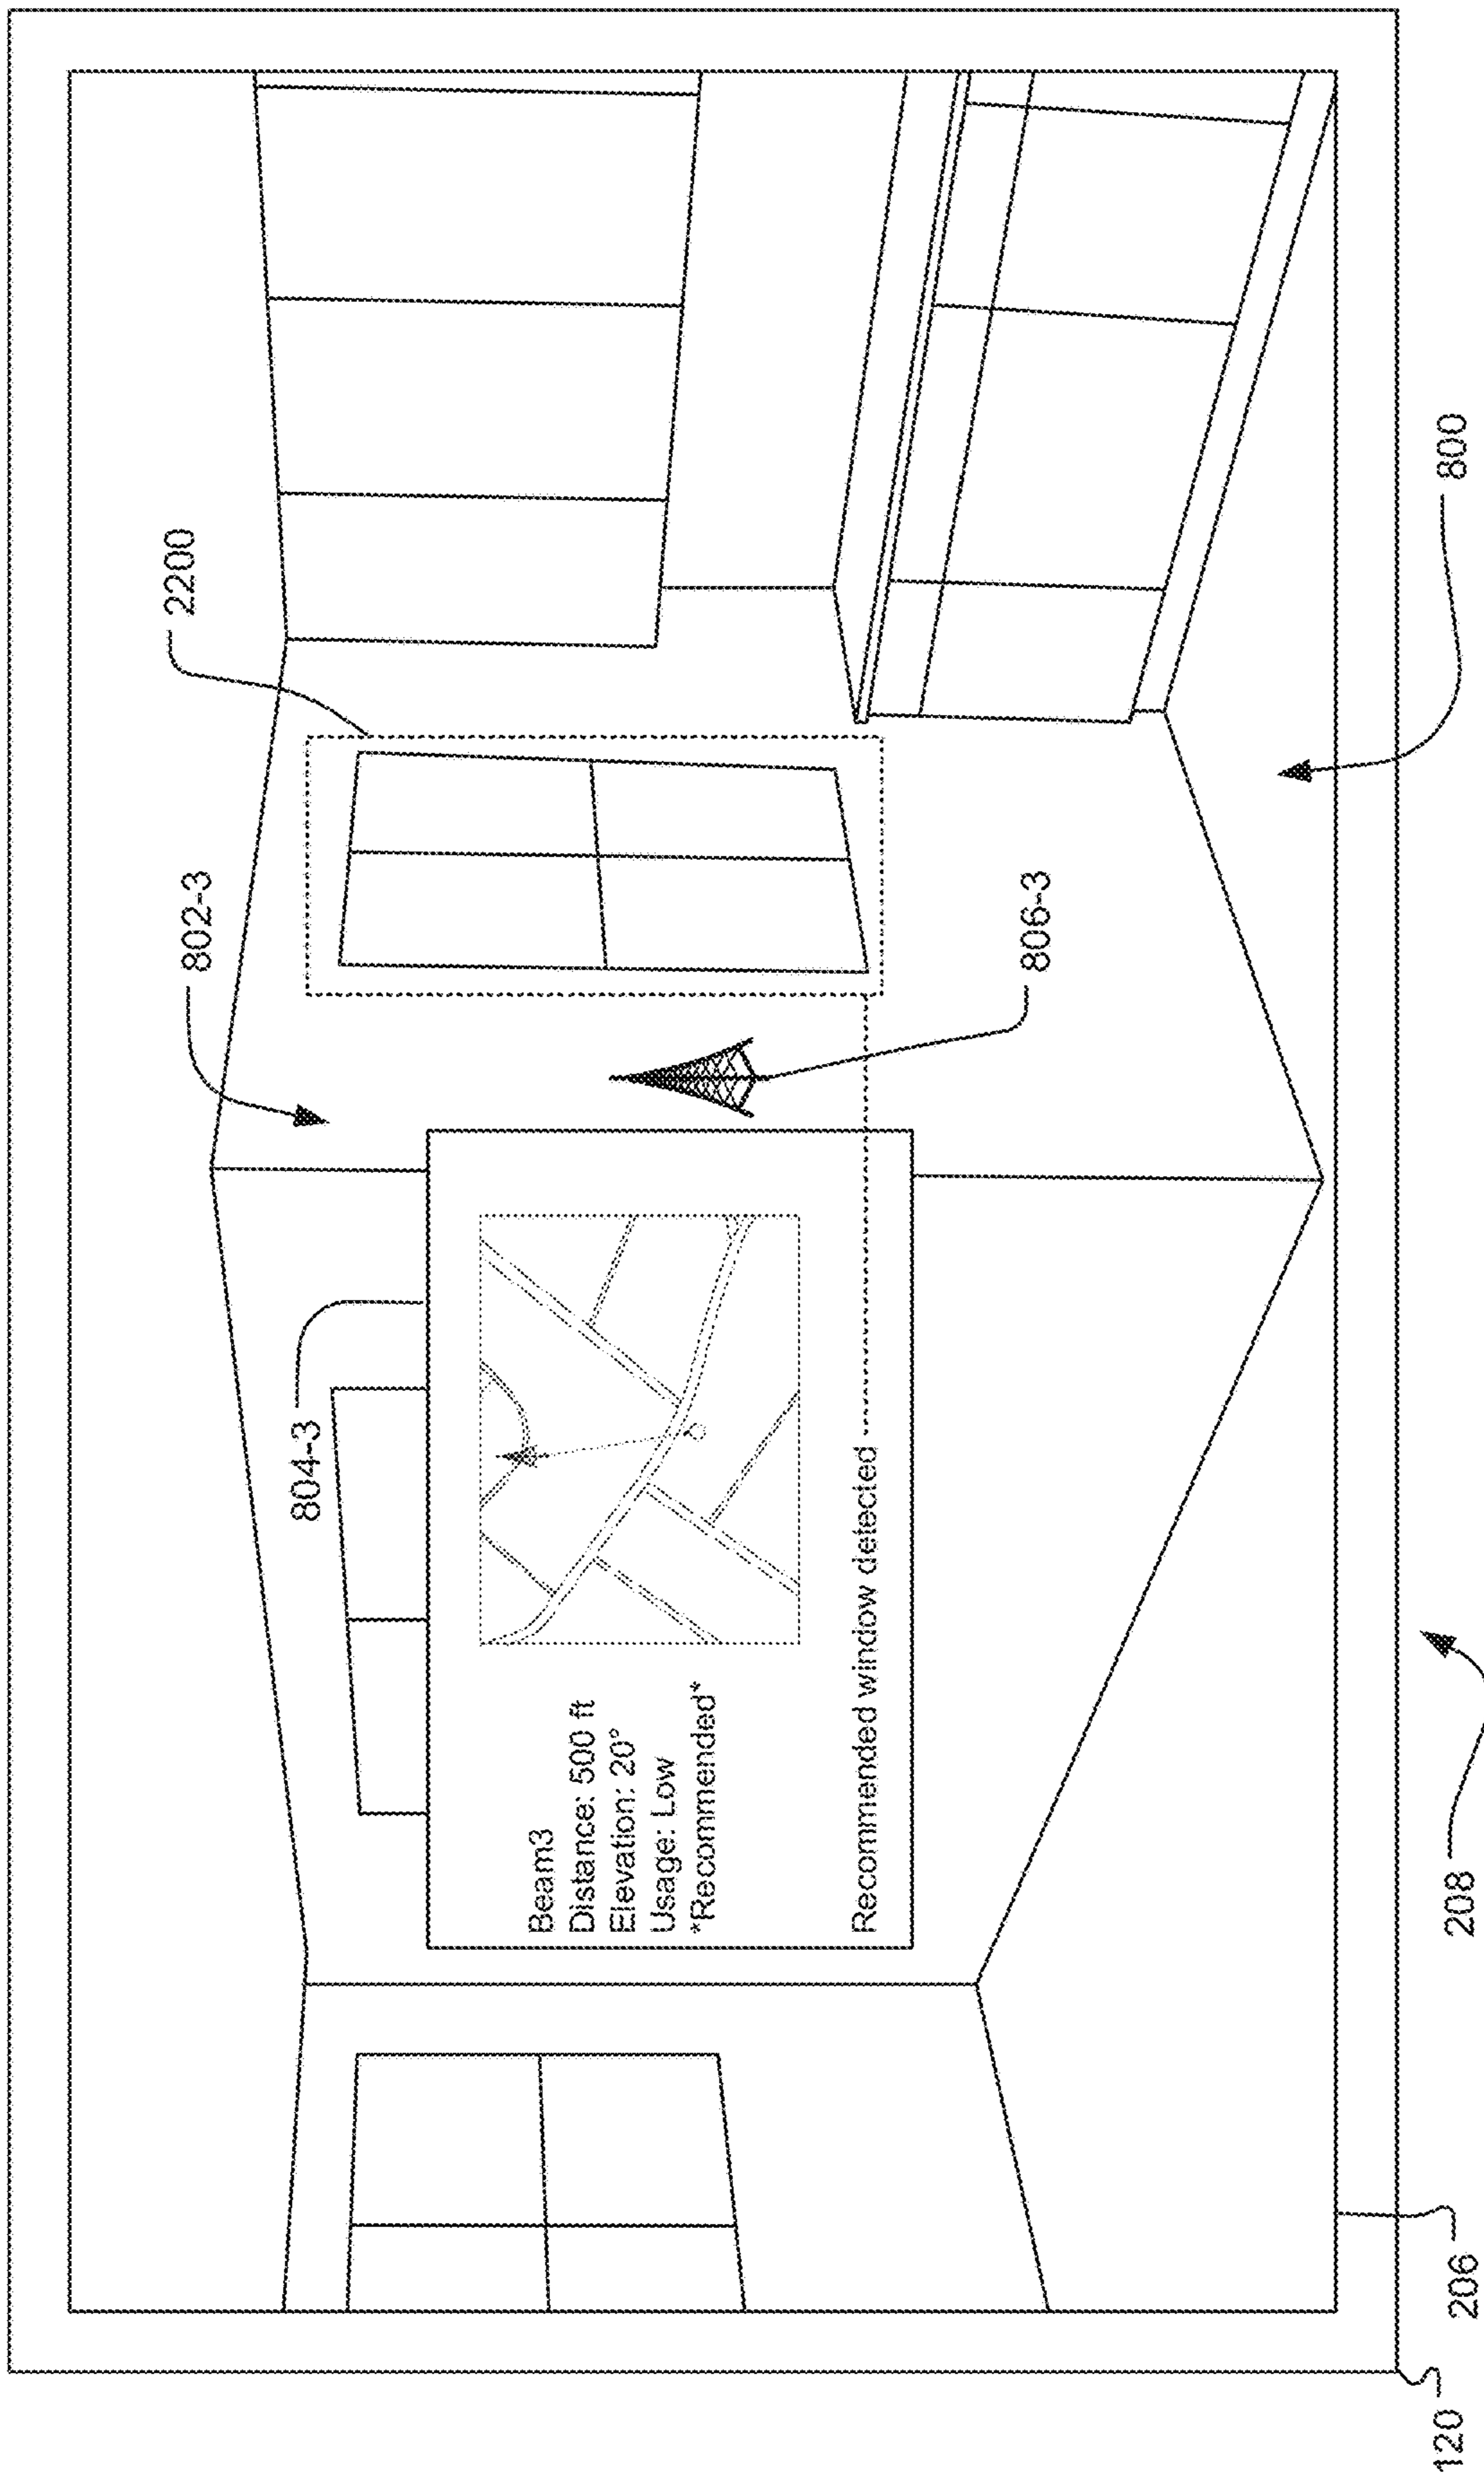 2200
802-3
804-3
Beam3
Distance: 500 ft
Elevation: 20°
Usage: Low
*Recommended*
Recommended window detected
806-3
800
208
206
120